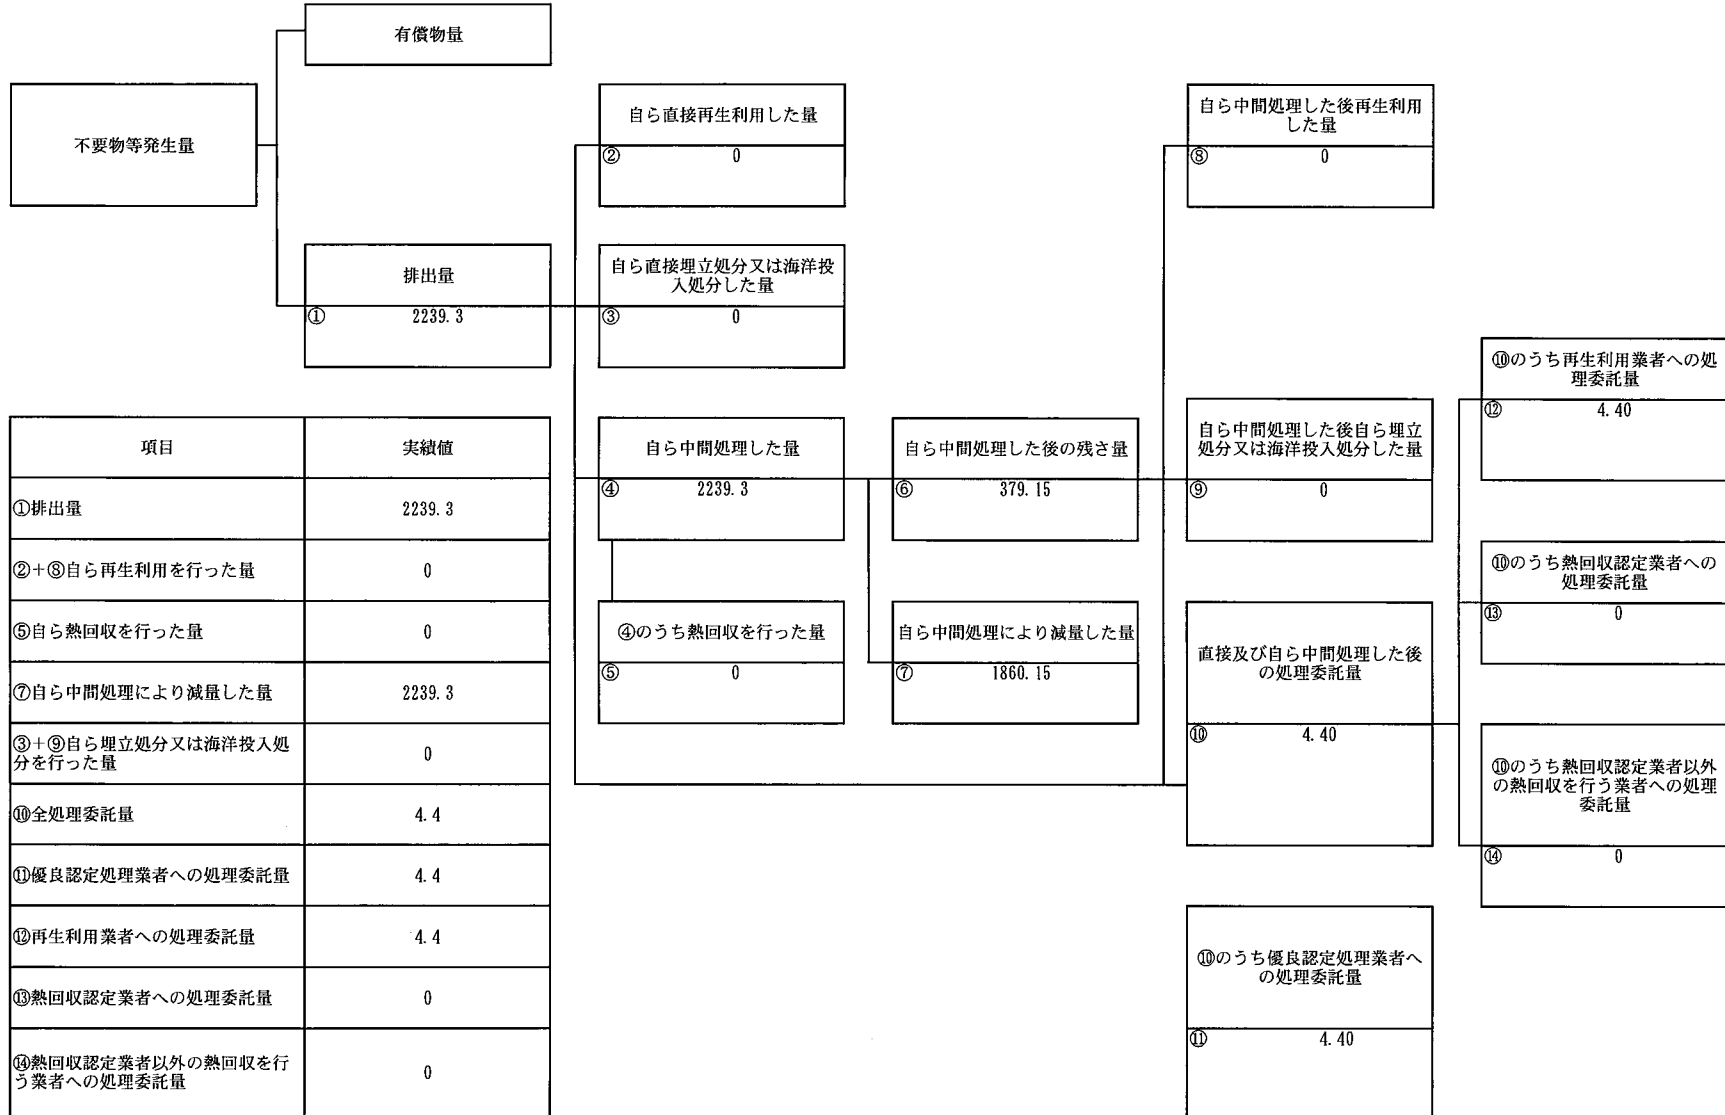 有償物量
不要物等発生量
自ら直接再生利用した量
② 0
自ら中間処理した後再生利用
した量
⑧ 0
排出量
① 2239.3
自ら直接埋立処分又は海洋投
入処分した量
③ 0
⑩のうち再生利用業者への処
理委託量
⑫ 4.40
自ら中間処理した量
④ 2239.3
自ら中間処理した後の残さ量
⑥ 379.15
自ら中間処理した後自ら埋立
処分又は海洋投入処分した量
⑨ 0
⑩のうち熱回収認定業者への
処理委託量
⑬ 0
④のうち熱回収を行った量
⑤ 0
自ら中間処理により減量した量
⑦ 1860.15
直接及び自ら中間処理した後
の処理委託量
⑩ 4.40
⑩のうち熱回収認定業者以外
の熱回収を行う業者への処理
委託量
⑭ 0
⑩のうち優良認定処理業者へ
の処理委託量
⑪ 4.40
項目 実績値
①排出量 2239.3
②+⑧自ら再生利用を行った量 0
⑤自ら熱回収を行った量 0
⑦自ら中間処理により減量した量 2239.3
③+⑨自ら埋立処分又は海洋投入処
分を行った量 0
⑩全処理委託量 4.4
⑪優良認定処理業者への処理委託量 4.4
⑫再生利用業者への処理委託量 4.4
⑬熱回収認定業者への処理委託量 0
⑭熱回収認定業者以外の熱回収を行
う業者への処理委託量 0